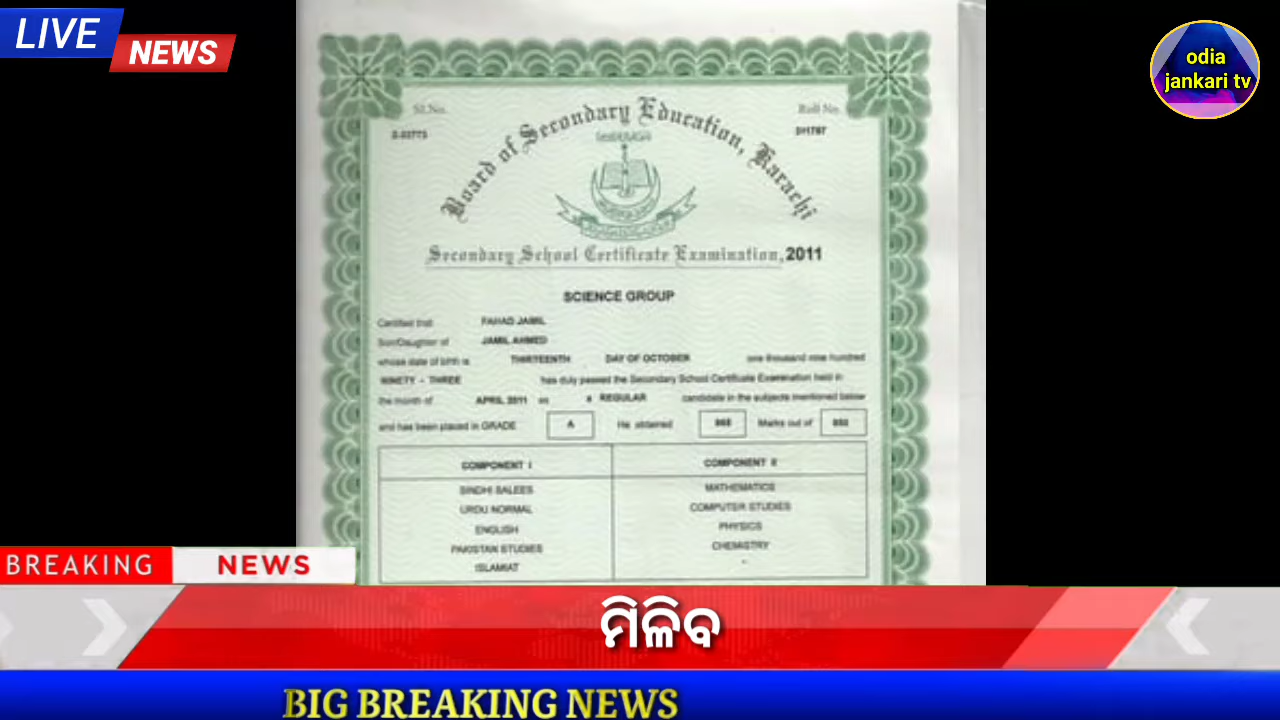 LIVE
NEWS
odia
jankari tv
Sl.No.
Roll No.
Board of Secondary Education, Karachi
Secondary School Certificate Examination, 2011
SCIENCE GROUP
Certified that FAHAD JAMIL
Son/Daughter of JAMIL AHMED
whose date of birth is THIRTEENTH DAY OF OCTOBER one thousand nine hundred
NINETY - THREE has duly passed the Secondary School Certificate Examination held in
the month of APRIL 2011 as a REGULAR candidate in the subjects mentioned below
and has been placed in GRADE A He obtained Marks out of 850
COMPONENT I
COMPONENT II
SINDHI SALEES
MATHEMATICS
URDU NORMAL
COMPUTER STUDIES
ENGLISH
PHYSICS
PAKISTAN STUDIES
CHEMISTRY
ISLAMIAT
BREAKING NEWS
ମିଳିବ
BIG BREAKING NEWS